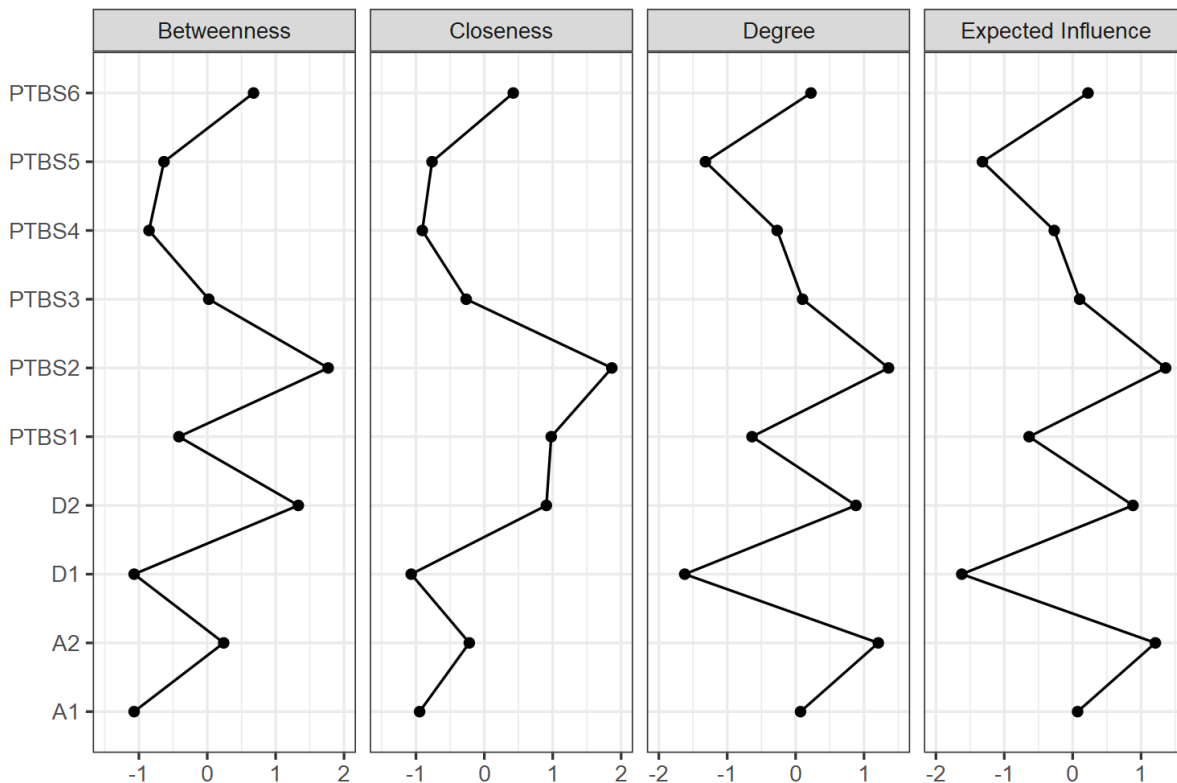 Betweenness Closeness Degree Expected Influence
PTBS6
PTBS5
PTBS4
PTBS3
PTBS2
PTBS1
D2
D1
A2
A1
-1 0 1 2 -1 0 1 2 -2 -1 0 1 -2 -1 0 1